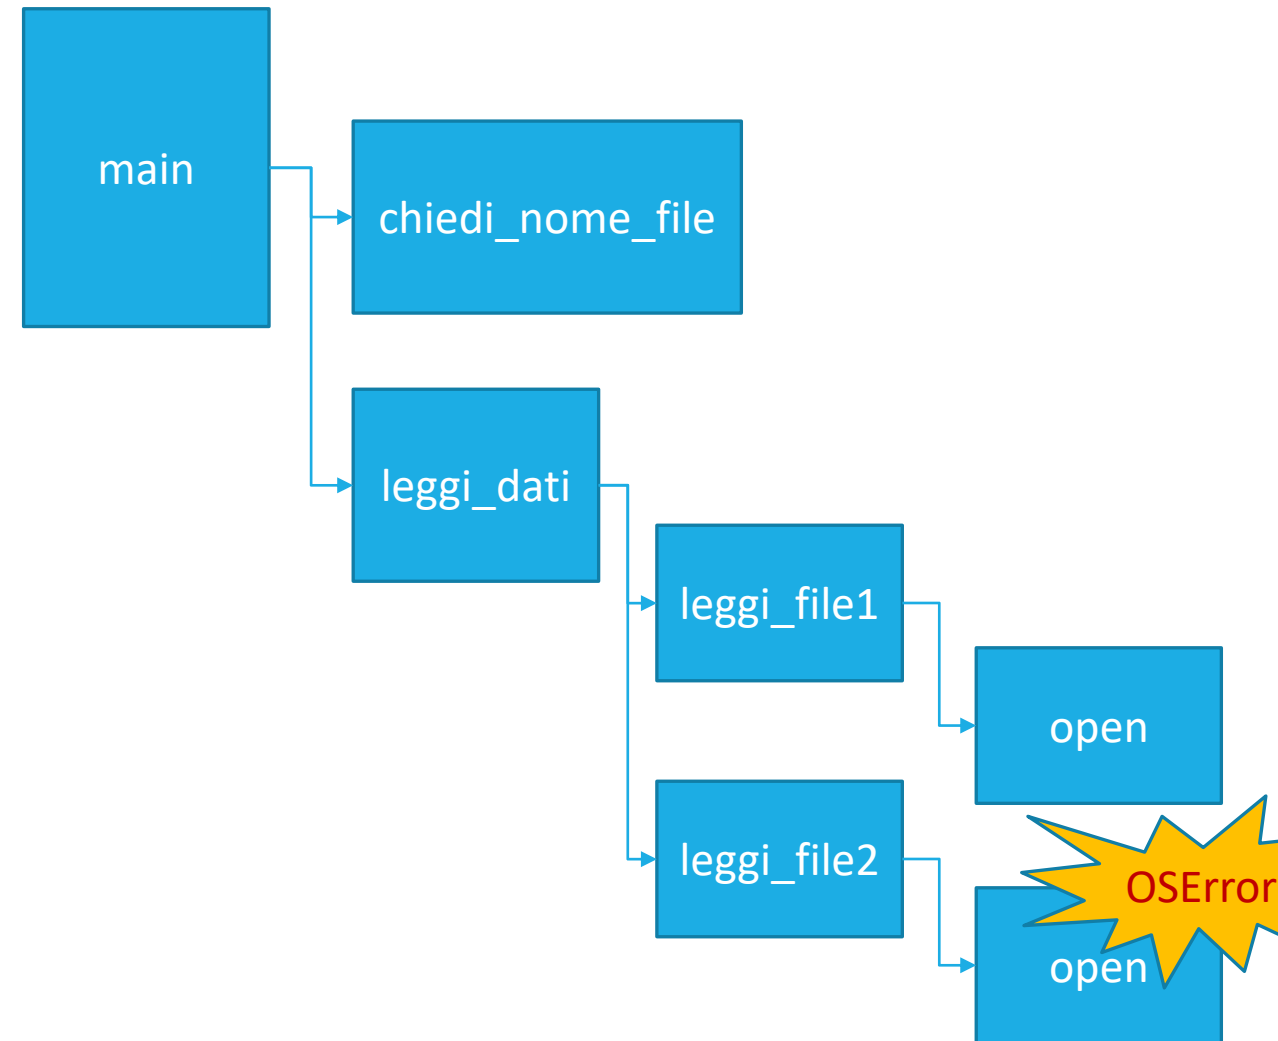 main
chiedi_nome_file
leggi_dati
leggi_file1
open
leggi_file2
OSError
open